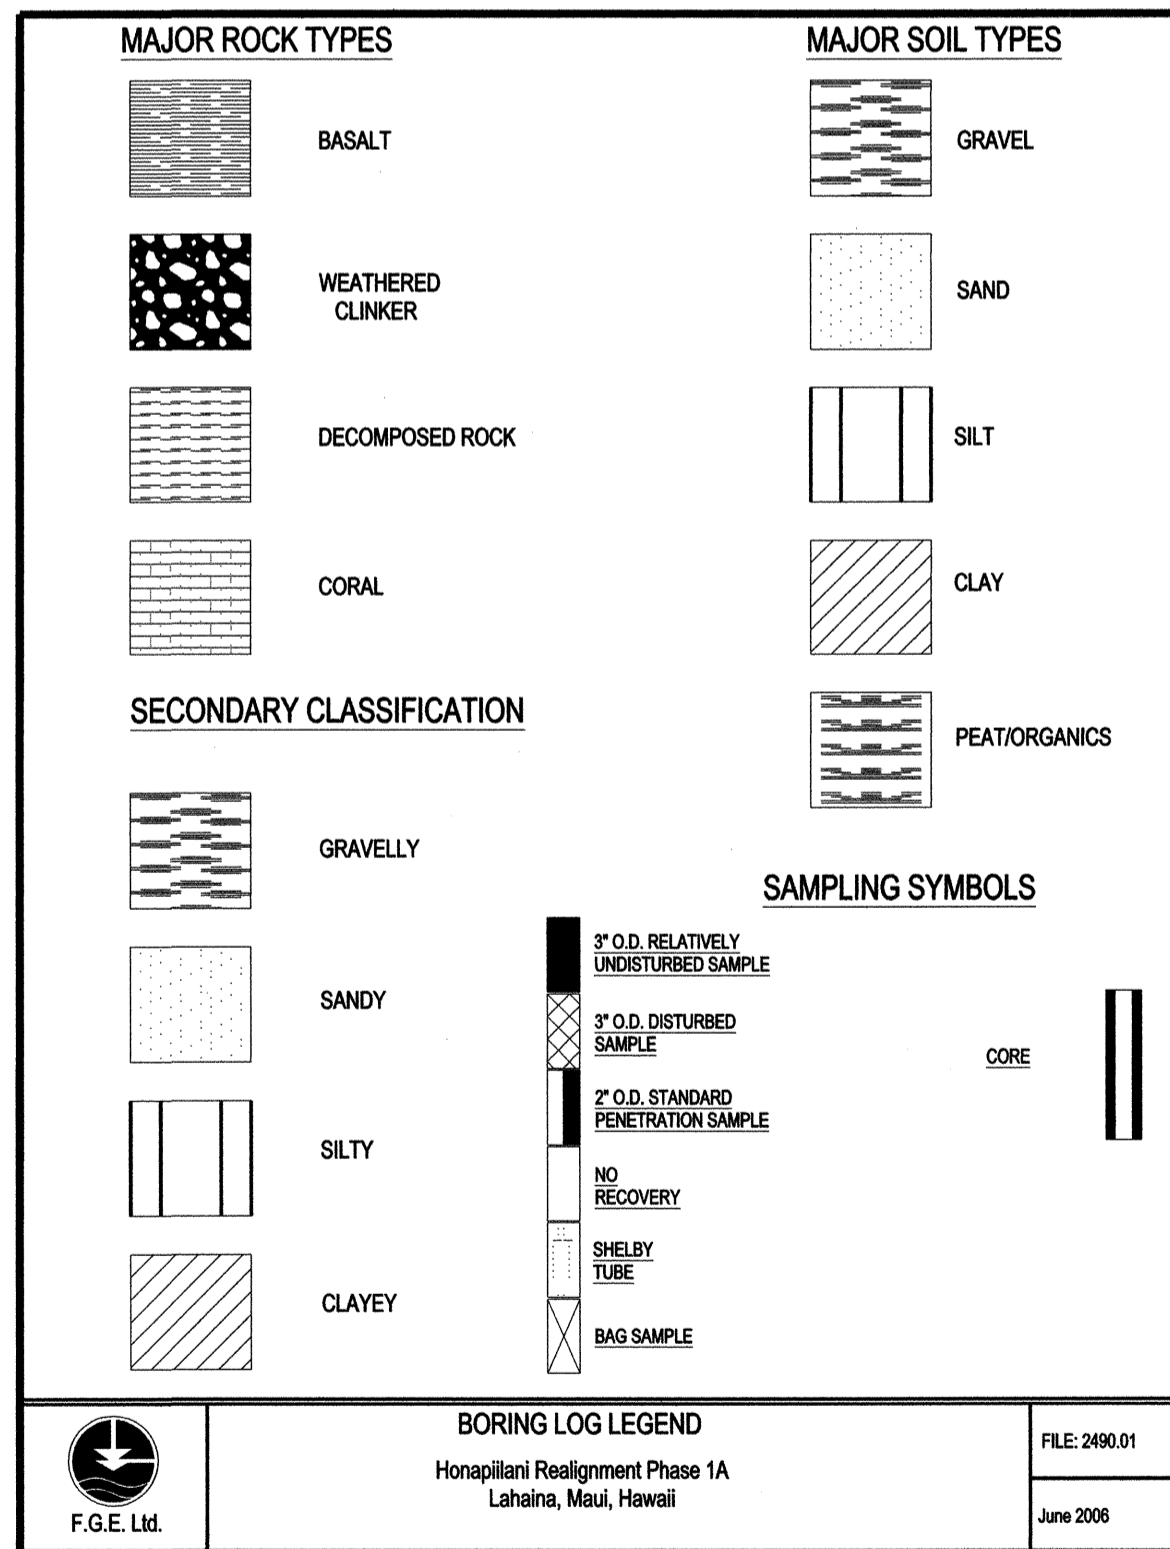 MAJOR ROCK TYPES
BASALT
WEATHERED
CLINKER
DECOMPOSED ROCK
CORAL
MAJOR SOIL TYPES
GRAVEL
SAND
SILT
CLAY
PEAT/ORGANICS
SECONDARY CLASSIFICATION
GRAVELLY
SANDY
SILTY
CLAYEY
SAMPLING SYMBOLS
3" O.D. RELATIVELY
UNDISTURBED SAMPLE
3" O.D. DISTURBED
SAMPLE
2" O.D. STANDARD
PENETRATION SAMPLE
NO
RECOVERY
SHELBY
TUBE
BAG SAMPLE
CORE
F.G.E. Ltd.
BORING LOG LEGEND
Honapiilani Realignment Phase 1A
Lahaina, Maui, Hawaii
FILE: 2490.01
June 2006